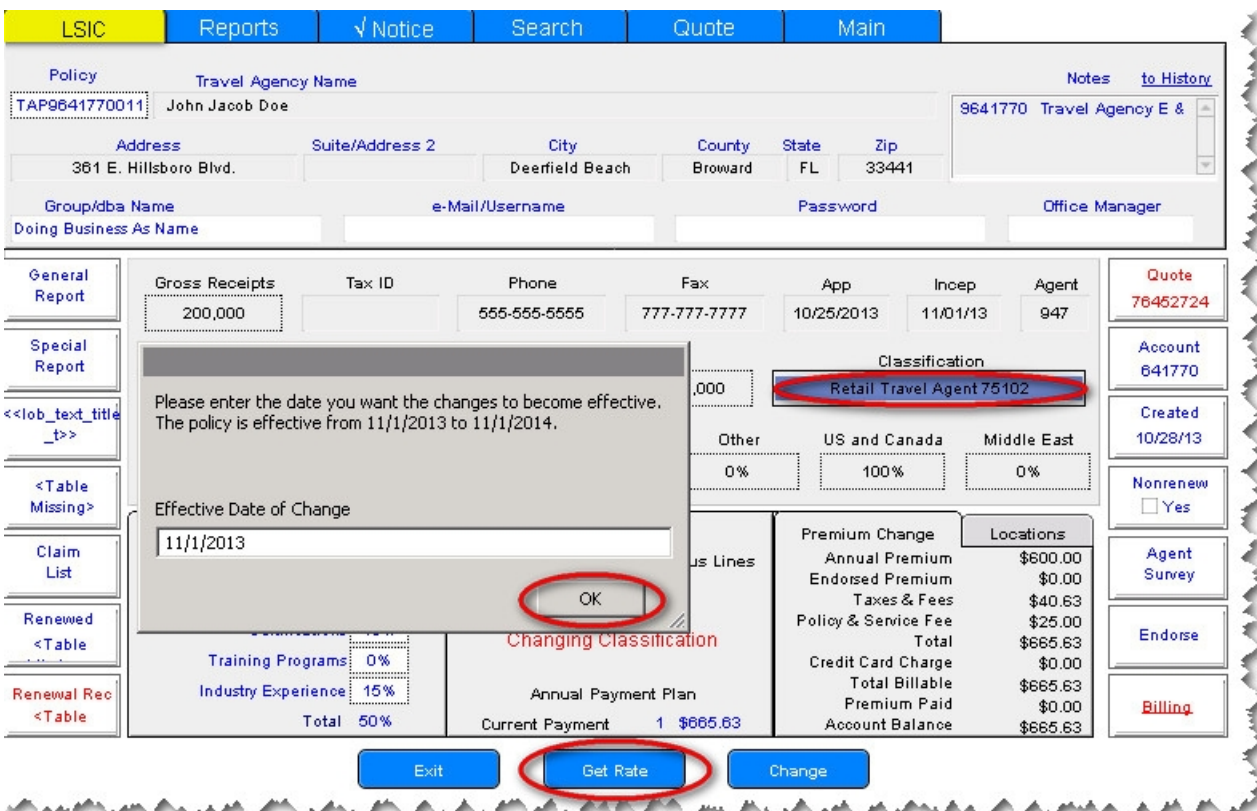 LSIC Reports √ Notice Search Quote Main
Policy Travel Agency Name Notes to History
TAP9641770011 John Jacob Doe 9641770 Travel Agency E &
Address Suite/Address 2 City County State Zip
361 E. Hillsboro Blvd. Deerfield Beach Broward FL 33441
Group/dba Name e-Mail/Username Password Office Manager
Doing Business As Name
General Report
Special Report
<<lob_text_title
_t>>
<Table
Missing>
Claim
List
Renewed
<Table
Renewal Rec
<Table
Gross Receipts Tax ID Phone Fax App Incep Agent
200,000 555-555-5555 777-777-7777 10/25/2013 11/01/13 947
Classification
,000 Retail Travel Agent 75102
Other US and Canada Middle East
0% 100% 0%
Please enter the date you want the changes to become effective.
The policy is effective from 11/1/2013 to 11/1/2014.
Effective Date of Change
11/1/2013
OK
us Lines
Changing Classification
Training Programs 0%
Industry Experience 15%
Total 50%
Annual Payment Plan
Current Payment 1 $665.63
Premium Change Locations
Annual Premium $600.00
Endorsed Premium $0.00
Taxes & Fees $40.63
Policy & Service Fee $25.00
Total $665.63
Credit Card Charge $0.00
Total Billable $665.63
Premium Paid $0.00
Account Balance $665.63
Quote
76452724
Account
641770
Created
10/28/13
Nonrenew
Yes
Agent
Survey
Endorse
Billing
Exit Get Rate Change